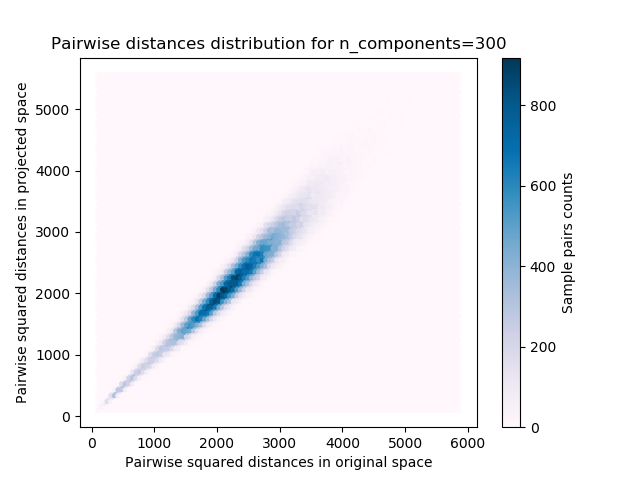 Pairwise distances distribution for n_components=300
Pairwise squared distances in projected space
5000
4000
3000
2000
1000
0
0 1000 2000 3000 4000 5000 6000
Pairwise squared distances in original space
800
600
400
200
0
Sample pairs counts